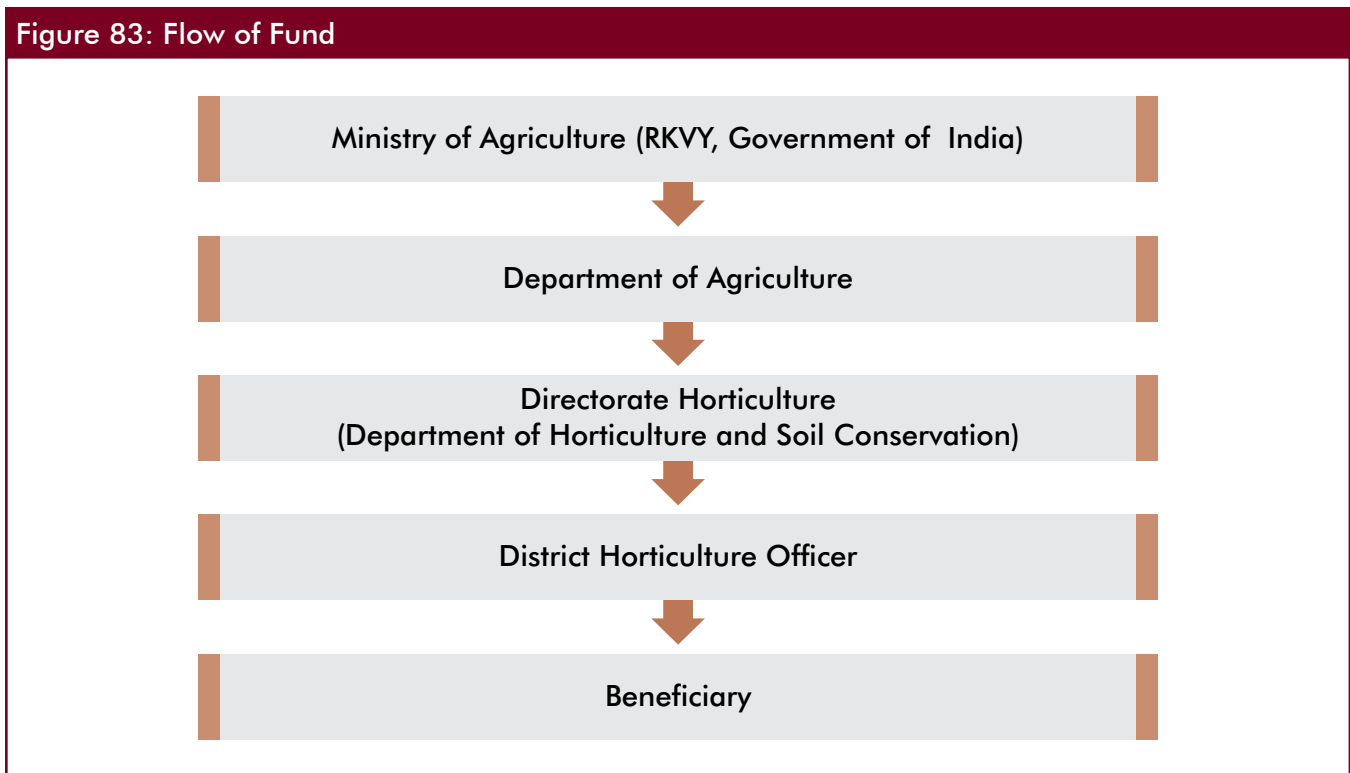 Figure 83: Flow of Fund
Ministry of Agriculture (RKVY, Government of India)
Department of Agriculture
Directorate Horticulture
(Department of Horticulture and Soil Conservation)
District Horticulture Officer
Beneficiary